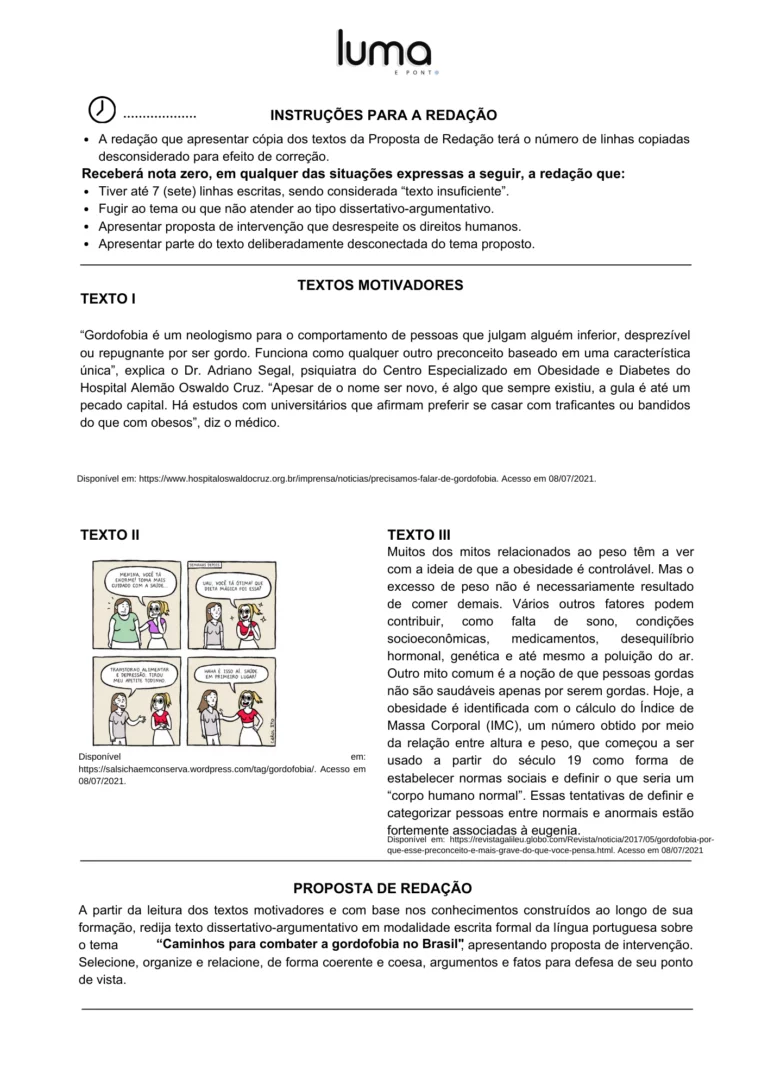 luma
E PONTO
...................
INSTRUÇÕES PARA A REDAÇÃO
• A redação que apresentar cópia dos textos da Proposta de Redação terá o número de linhas copiadas
desconsiderado para efeito de correção.
Receberá nota zero, em qualquer das situações expressas a seguir, a redação que:
• Tiver até 7 (sete) linhas escritas, sendo considerada “texto insuficiente”.
• Fugir ao tema ou que não atender ao tipo dissertativo-argumentativo.
• Apresentar proposta de intervenção que desrespeite os direitos humanos.
• Apresentar parte do texto deliberadamente desconectada do tema proposto.
TEXTOS MOTIVADORES
TEXTO I
“Gordofobia é um neologismo para o comportamento de pessoas que julgam alguém inferior, desprezível
ou repugnante por ser gordo. Funciona como qualquer outro preconceito baseado em uma característica
única”, explica o Dr. Adriano Segal, psiquiatra do Centro Especializado em Obesidade e Diabetes do
Hospital Alemão Oswaldo Cruz. “Apesar de o nome ser novo, é algo que sempre existiu, a gula é até um
pecado capital. Há estudos com universitários que afirmam preferir se casar com traficantes ou bandidos
do que com obesos”, diz o médico.
Disponível em: https://www.hospitaloswaldocruz.org.br/imprensa/noticias/precisamos-falar-de-gordofobia. Acesso em 08/07/2021.
TEXTO II
MENINA, VOCÊ TÁ
ENORME! TOMA MAIS
CUIDADO COM A SAÚDE...
SEMANAS DEPOIS...
UAU, VOCÊ TÁ ÓTIMA! QUE
DIETA MÁGICA FOI ESSA?
TRANSTORNO ALIMENTAR
E DEPRESSÃO. TIROU
MEU APETITE TODINHO.
HAHA É ISSO AÍ, SAÚDE
EM PRIMEIRO LUGAR!
Disponível em:
https://salsichaemconserva.wordpress.com/tag/gordofobia/. Acesso em
08/07/2021.
TEXTO III
Muitos dos mitos relacionados ao peso têm a ver
com a ideia de que a obesidade é controlável. Mas o
excesso de peso não é necessariamente resultado
de comer demais. Vários outros fatores podem
contribuir, como falta de sono, condições
socioeconômicas, medicamentos, desequilíbrio
hormonal, genética e até mesmo a poluição do ar.
Outro mito comum é a noção de que pessoas gordas
não são saudáveis apenas por serem gordas. Hoje, a
obesidade é identificada com o cálculo do Índice de
Massa Corporal (IMC), um número obtido por meio
da relação entre altura e peso, que começou a ser
usado a partir do século 19 como forma de
estabelecer normas sociais e definir o que seria um
“corpo humano normal”. Essas tentativas de definir e
categorizar pessoas entre normais e anormais estão
fortemente associadas à eugenia.
Disponível em: https://revistagalileu.globo.com/Revista/noticia/2017/05/gordofobia-por-
que-esse-preconceito-e-mais-grave-do-que-voce-pensa.html. Acesso em 08/07/2021
PROPOSTA DE REDAÇÃO
A partir da leitura dos textos motivadores e com base nos conhecimentos construídos ao longo de sua
formação, redija texto dissertativo-argumentativo em modalidade escrita formal da língua portuguesa sobre
o tema “Caminhos para combater a gordofobia no Brasil", apresentando proposta de intervenção.
Selecione, organize e relacione, de forma coerente e coesa, argumentos e fatos para defesa de seu ponto
de vista.